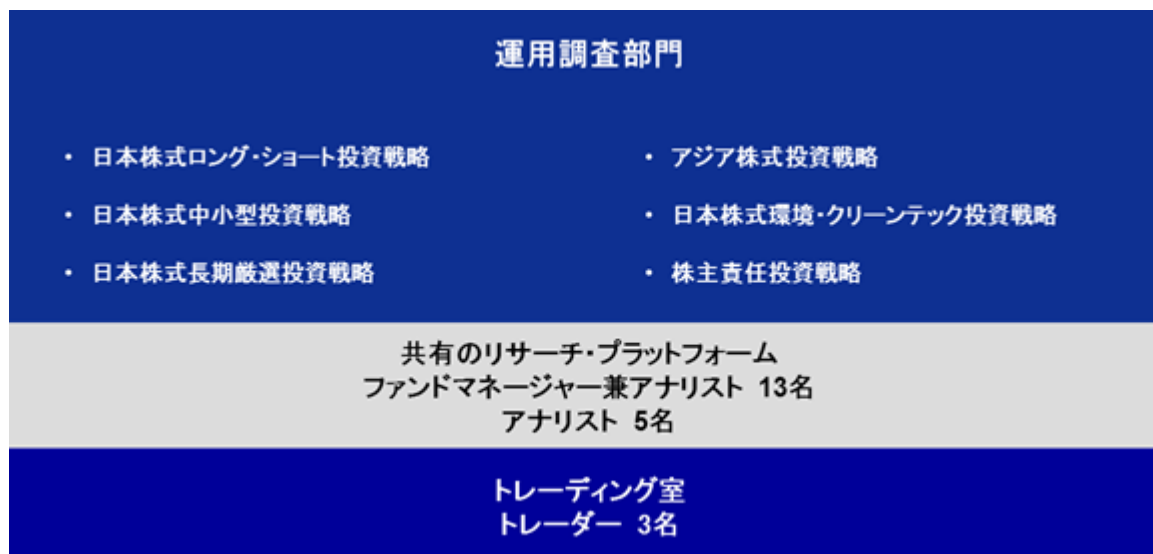 運用調査部門
・ 日本株式ロング・ショート投資戦略
・ アジア株式投資戦略
・ 日本株式中小型投資戦略
・ 日本株式環境・クリーンテック投資戦略
・ 日本株式長期厳選投資戦略
・ 株主責任投資戦略
共有のリサーチ・プラットフォーム
ファンドマネージャー兼アナリスト 13名
アナリスト 5名
トレーディング室
トレーダー 3名